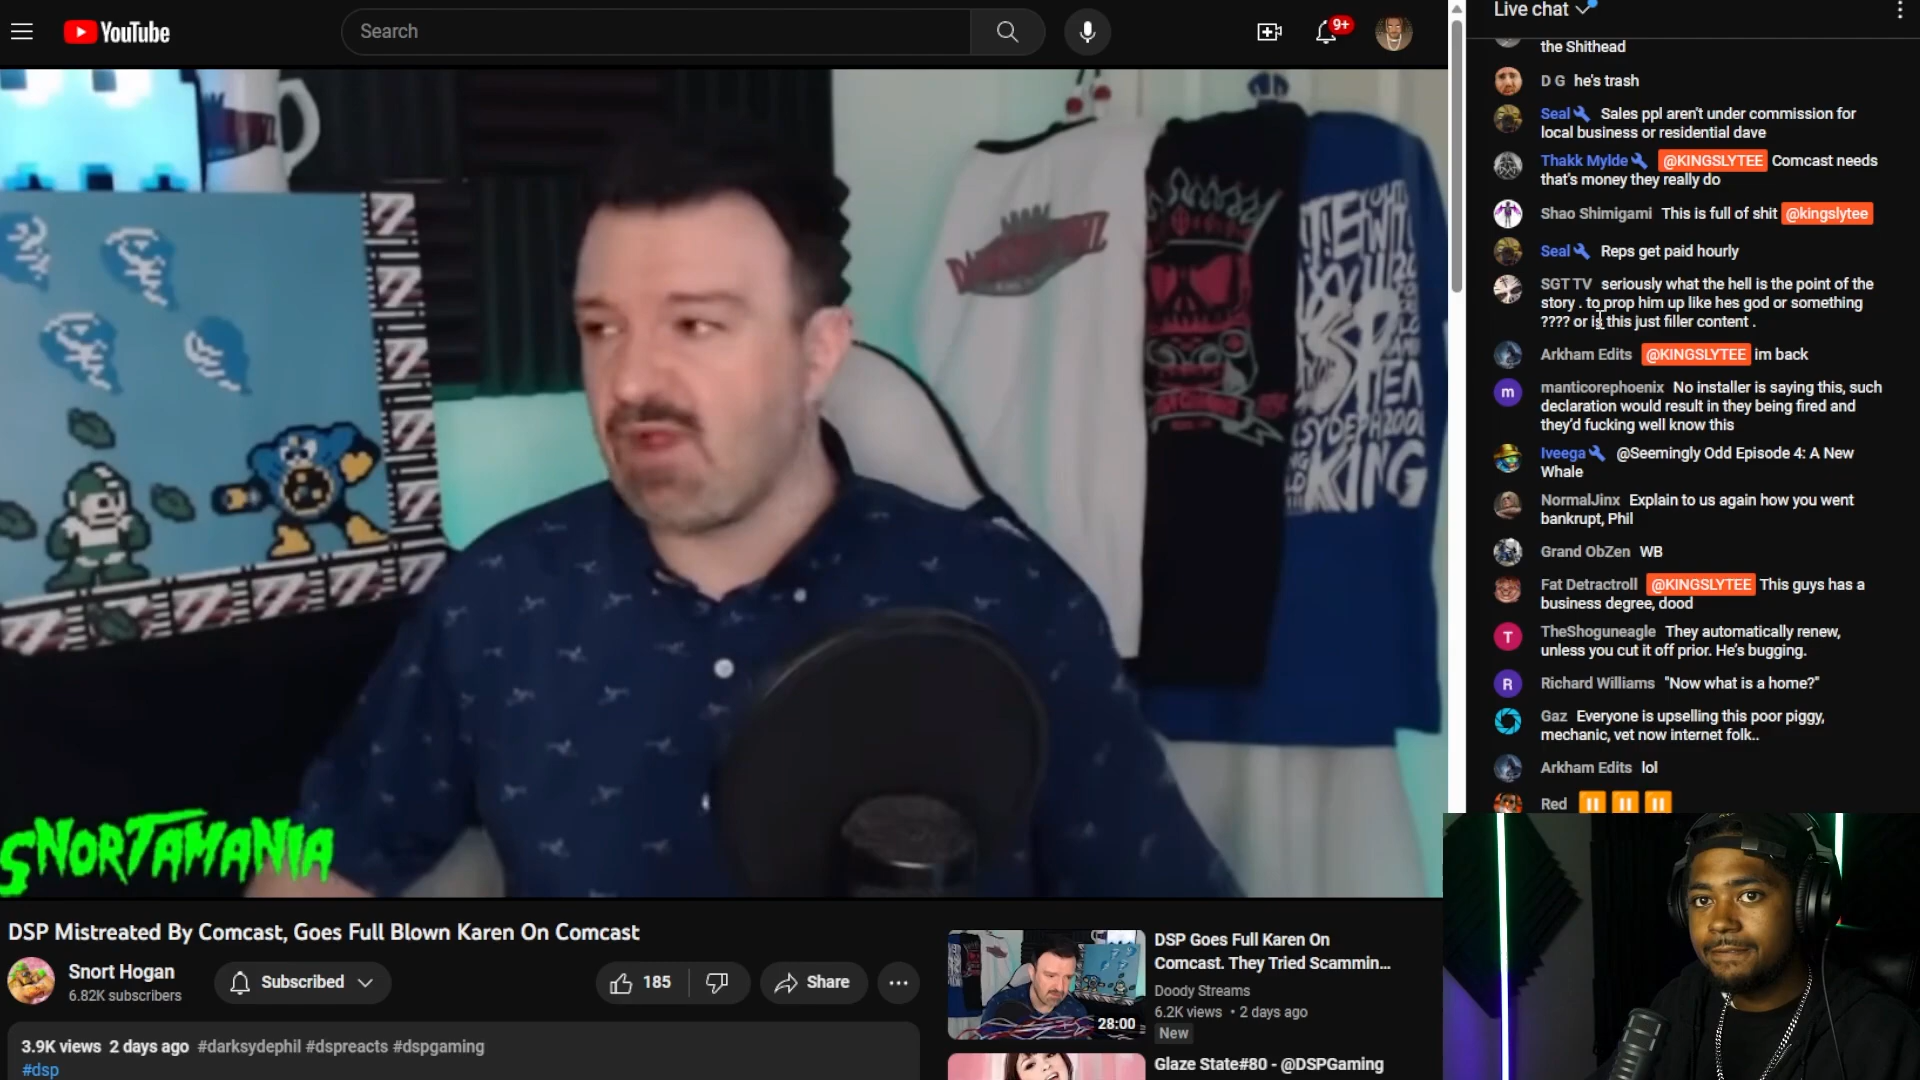 YouTube
Search
9+
SNORTAMANIA
KING
DSP Mistreated By Comcast, Goes Full Blown Karen On Comcast
Snort Hogan
6.82K subscribers
Subscribed
185
Share
3.9K views 2 days ago #darksydephil #dspreacts #dspgaming
#dsp
28:00
DSP Goes Full Karen On
Comcast. They Tried Scammin...
Doody Streams
6.2K views • 2 days ago
New
Glaze State#80 - @DSPGaming
Live chat
the Shithead
D G he's trash
Seal Sales ppl aren't under commission for
local business or residential dave
Thakk Mylde @KINGSLYTEE Comcast needs
that's money they really do
Shao Shimigami This is full of shit @kingslytee
Seal Reps get paid hourly
SGT TV seriously what the hell is the point of the
story . to prop him up like hes god or something
???? or is this just filler content .
Arkham Edits @KINGSLYTEE im back
m
manticorephoenix No installer is saying this, such
declaration would result in they being fired and
they'd fucking well know this
Iveega @Seemingly Odd Episode 4: A New
Whale
NormalJinx Explain to us again how you went
bankrupt, Phil
Grand ObZen WB
Fat Detractroll @KINGSLYTEE This guys has a
business degree, dood
T
TheShoguneagle They automatically renew,
unless you cut it off prior. He's bugging.
R
Richard Williams "Now what is a home?"
Gaz Everyone is upselling this poor piggy,
mechanic, vet now internet folk..
Arkham Edits lol
Red